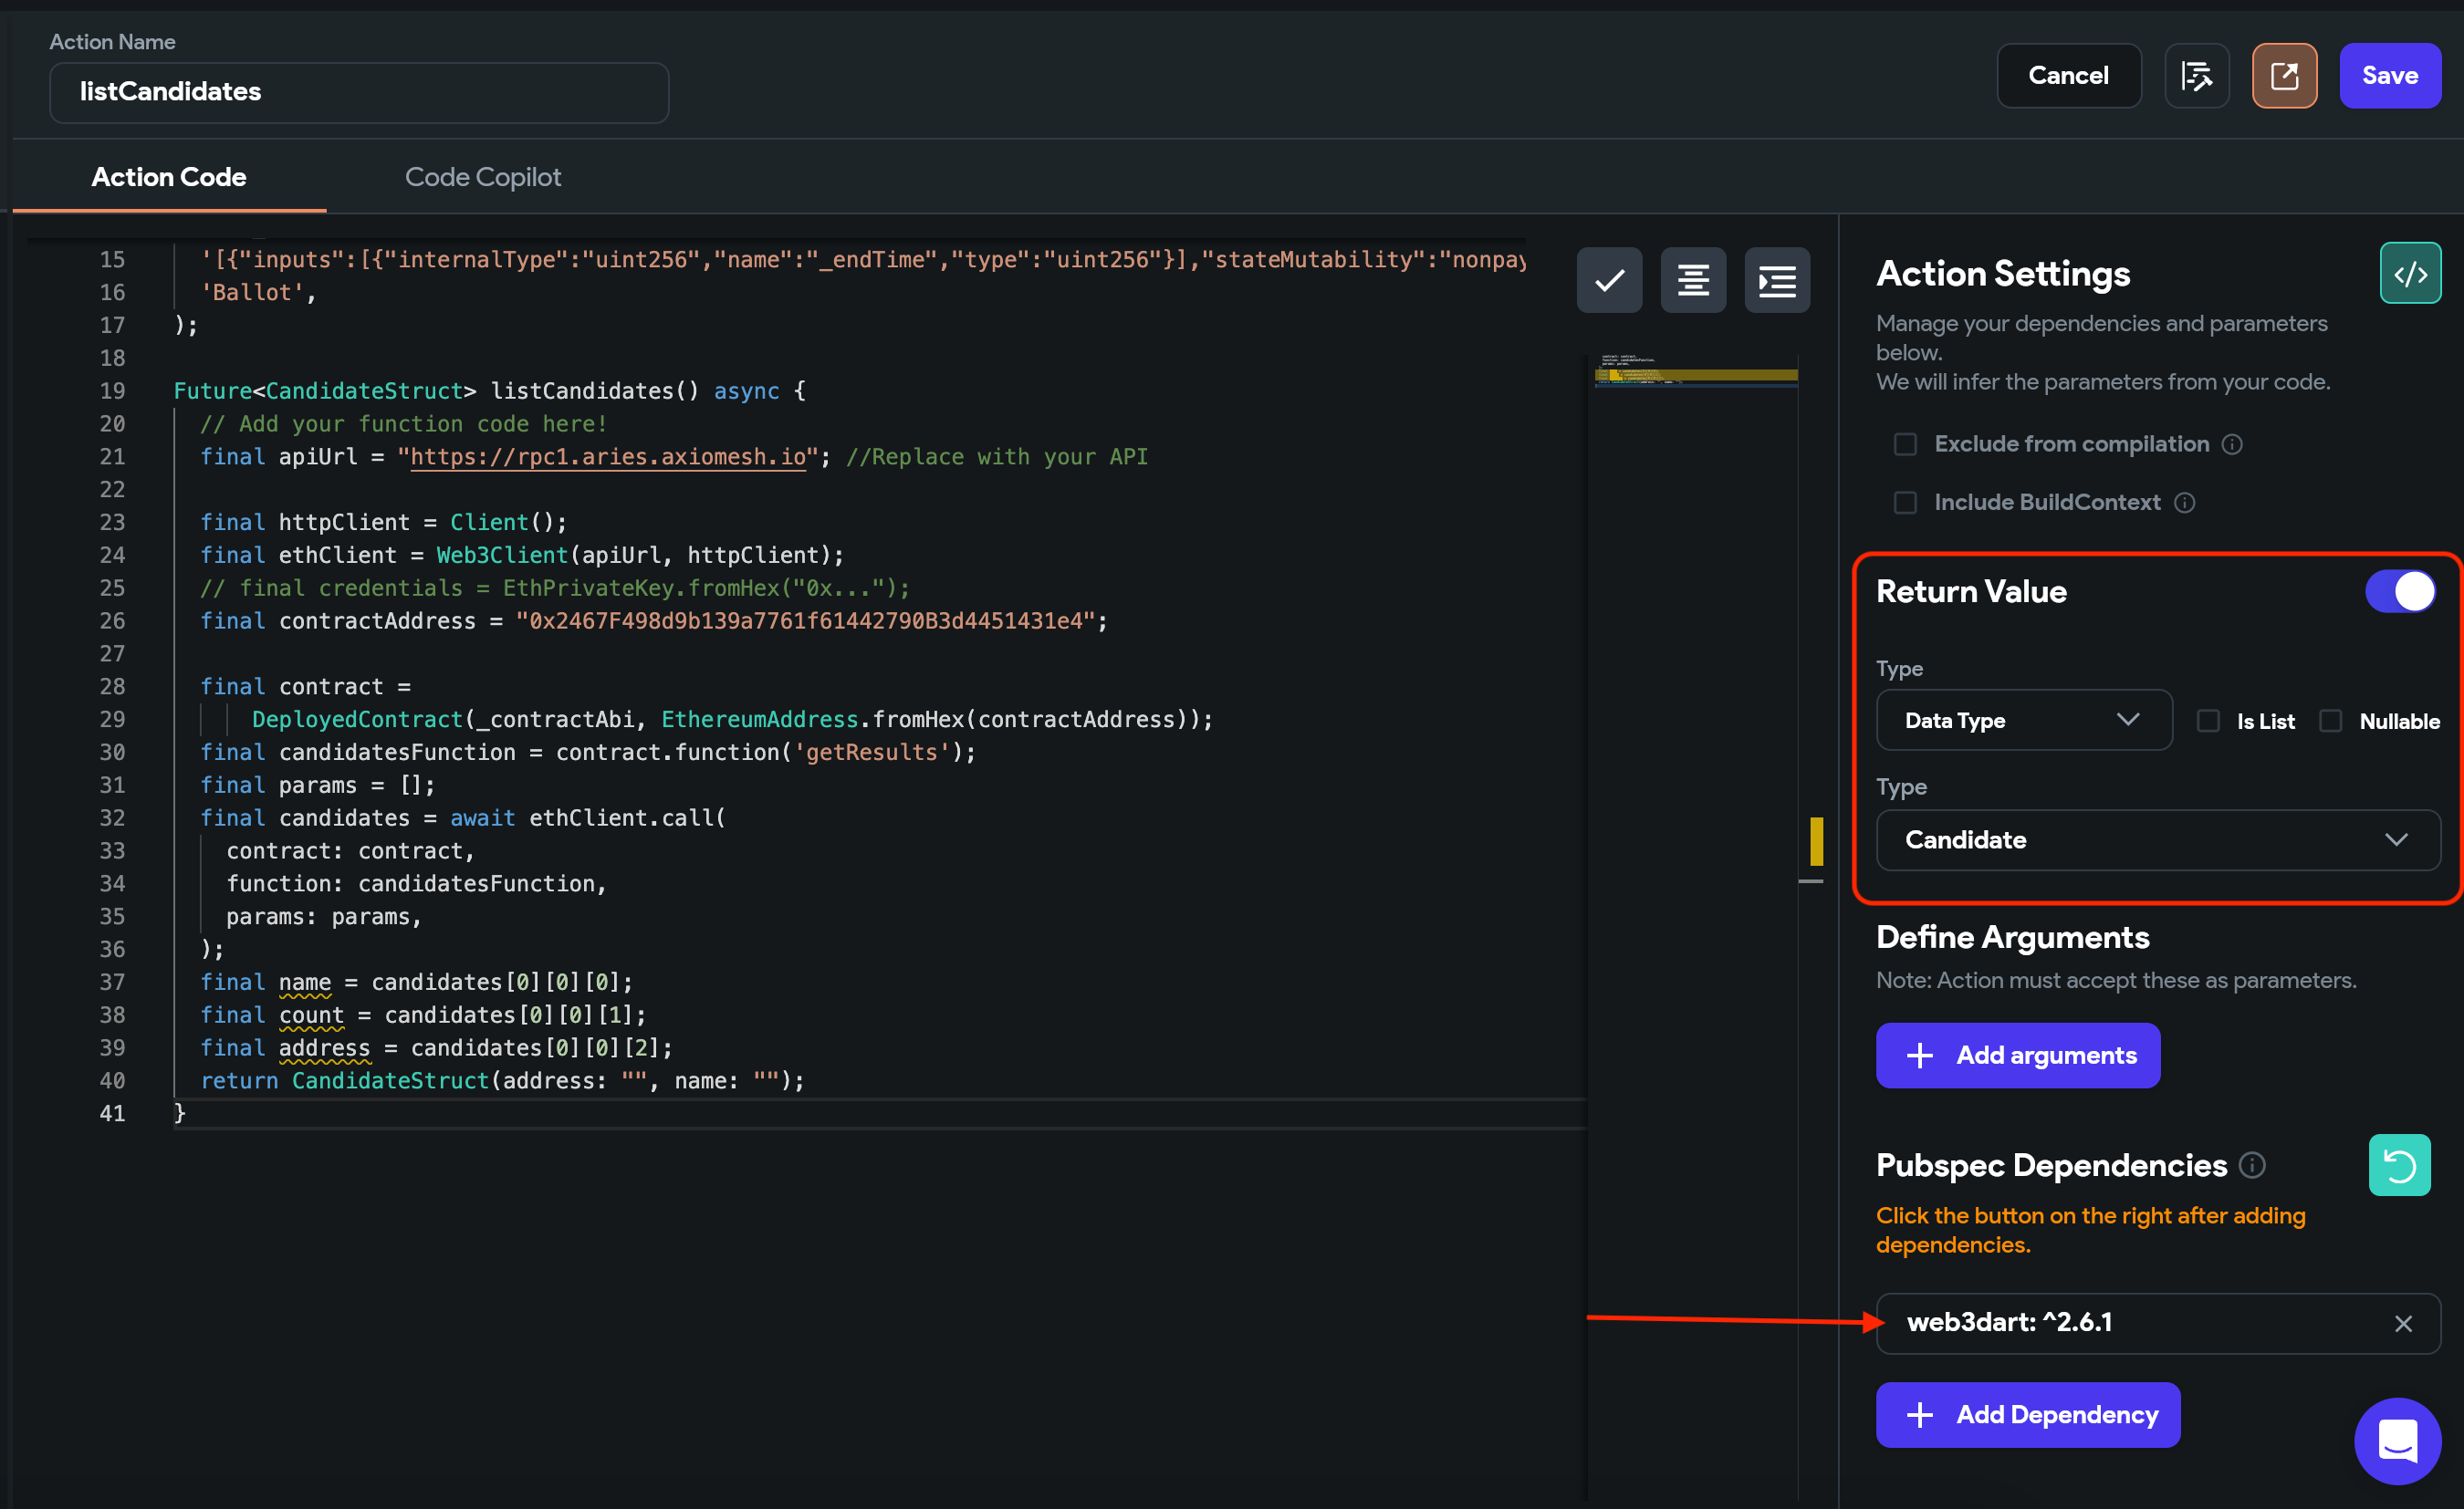 Action Name
listCandidates
Cancel
Save
Action Code
Code Copilot
15 '[{"inputs":[{"internalType":"uint256","name":"_endTime","type":"uint256"}],"stateMutability":"nonpay
16 'Ballot',
17 );
18
19 Future<CandidateStruct> listCandidates() async {
20 // Add your function code here!
21 final apiUrl = "https://rpc1.aries.axiomesh.io"; //Replace with your API
22
23 final httpClient = Client();
24 final ethClient = Web3Client(apiUrl, httpClient);
25 // final credentials = EthPrivateKey.fromHex("0x...");
26 final contractAddress = "0x2467F498d9b139a7761f61442790B3d4451431e4";
27
28 final contract =
29 DeployedContract(_contractAbi, EthereumAddress.fromHex(contractAddress));
30 final candidatesFunction = contract.function('getResults');
31 final params = [];
32 final candidates = await ethClient.call(
33 contract: contract,
34 function: candidatesFunction,
35 params: params,
36 );
37 final name = candidates[0][0][0];
38 final count = candidates[0][0][1];
39 final address = candidates[0][0][2];
40 return CandidateStruct(address: "", name: "");
41 }
Action Settings
Manage your dependencies and parameters
below.
We will infer the parameters from your code.
Exclude from compilation
Include BuildContext
Return Value
Type
Data Type
Is List
Nullable
Type
Candidate
Define Arguments
Note: Action must accept these as parameters.
Add arguments
Pubspec Dependencies
Click the button on the right after adding
dependencies.
web3dart: ^2.6.1
Add Dependency